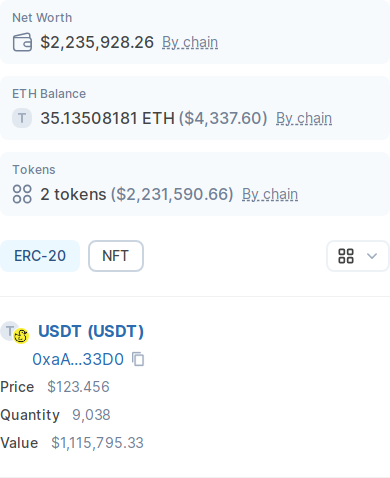 Net Worth
$2,235,928.26 By chain
ETH Balance
T 35.13508181 ETH ($4,337.60) By chain
Tokens
2 tokens ($2,231,590.66) By chain
ERC-20 NFT
T USDT (USDT)
0xaA...33D0
Price $123.456
Quantity 9,038
Value $1,115,795.33